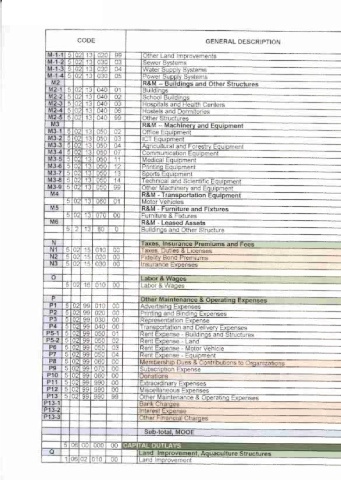 CODE GENERAL DESCRIPTION
M-1-1 5 02 13 030 99 Other Land Improvements
M-1-2 5 02 13 030 03 Sewer Systems
M-1-3 5 02 13 030 04 Water Supply Systems
M-1-4 5 02 13 030 05 Power Supply Systems
M2 R&M - Buildings and Other Structures
M2-1 5 02 13 040 01 Buildings
M2-2 5 02 13 040 02 School Buildings
M2-3 5 02 13 040 03 Hospitals and Health Centers
M2-4 5 02 13 040 06 Hostels and Dormitories
M2-5 5 02 13 040 99 Other Structures
M3 R&M - Machinery and Equipment
M3-1 5 02 13 050 02 Office Equipment
M3-2 5 02 13 050 03 ICT Equipment
M3-3 5 02 13 050 04 Agricultural and Forestry Equipment
M3-4 5 02 13 050 07 Communication Equipment
M3-5 5 02 13 050 11 Medical Equipment
M3-6 5 02 13 050 12 Printing Equipment
M3-7 5 02 13 050 13 Sports Equipment
M3-8 5 02 13 050 14 Technical and Scientific Equipment
M3-9 5 02 13 050 99 Other Machinery and Equipment
M4 R&M - Transportation Equipment
5 02 13 060 01 Motor Vehicles
M5 R&M - Furniture and Fixtures
5 02 13 070 00 Furniture & Fixtures
M6 R&M - Leased Assets
5 2 13 80 0 Buildings and Other Structure
N Taxes, Insurance Premiums and Fees
N1 5 02 15 010 00 Taxes, Duties & Licenses
N2 5 02 15 020 00 Fidelity Bond Premiums
N3 5 02 15 030 00 Insurance Expenses
O Labor & Wages
5 02 16 010 00 Labor & Wages
P Other Maintenance & Operating Expenses
P1 5 02 99 010 00 Advertising Expenses
P2 5 02 99 020 00 Printing and Binding Expenses
P3 5 02 99 030 00 Representation Expense
P4 5 02 99 040 00 Transportation and Delivery Expenses
P5-1 5 02 99 050 01 Rent Expense - Buildings and Structures
P5-2 5 02 99 050 02 Rent Expense - Land
P6 5 02 99 050 03 Rent Expense - Motor Vehicle
P7 5 02 99 050 04 Rent Expense - Equipment
P8 5 02 99 060 00 Membership Dues & Contributions to Organizations
P9 5 02 99 070 00 Subscription Expense
P10 5 02 99 080 00 Donations
P11 5 02 99 990 00 Extraordinary Expenses
P12 5 02 99 990 00 Miscellaneous Expenses
P13 5 02 99 990 99 Other Maintenance & Operating Expenses
P13-1 Bank Charges
P13-2 Interest Expense
P13-3 Other Financial Charges
Sub-total, MOOE
5 06 00 000 00 CAPITAL OUTLAYS
Q Land Improvement, Aquaculture Structures
1 06 02 010 00 Land Improvement